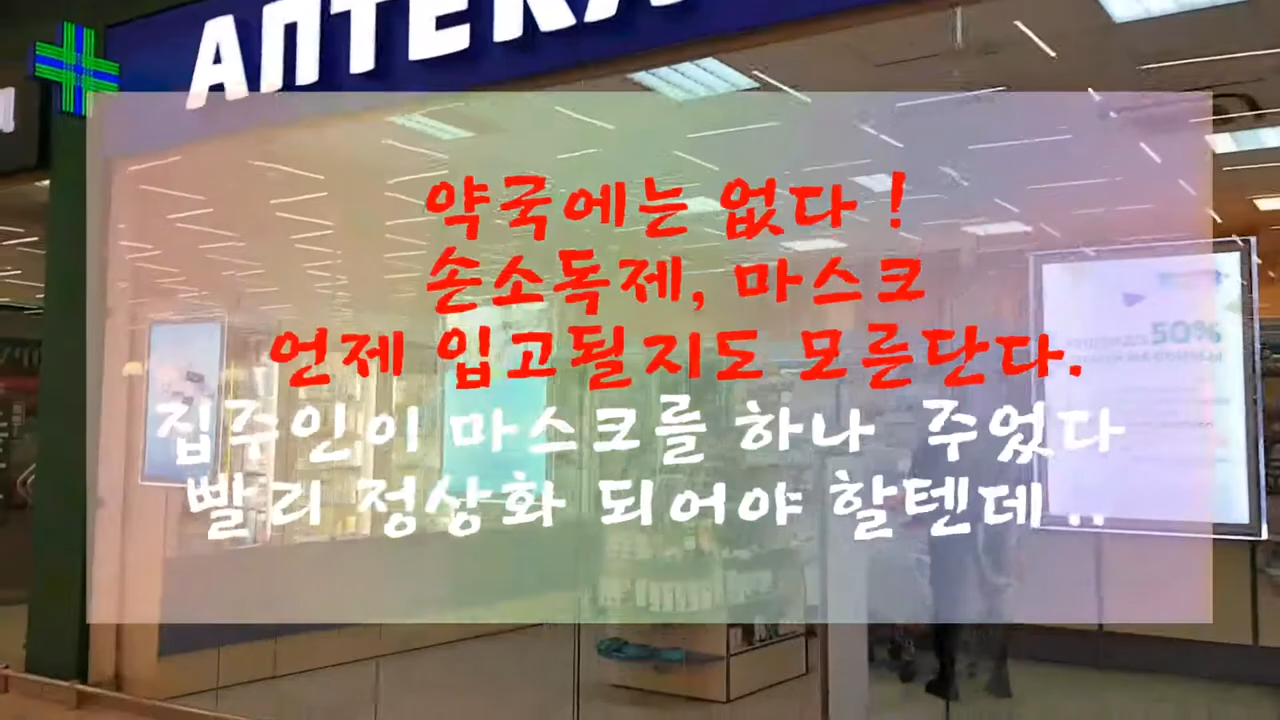 АПТЕКА
약국에는 없다 !
손소독제, 마스크
언제 입고될지도 모른단다.
50%
집주인이 마스크를 하나 주었다
빨리 정상화 되어야 할텐데 ..